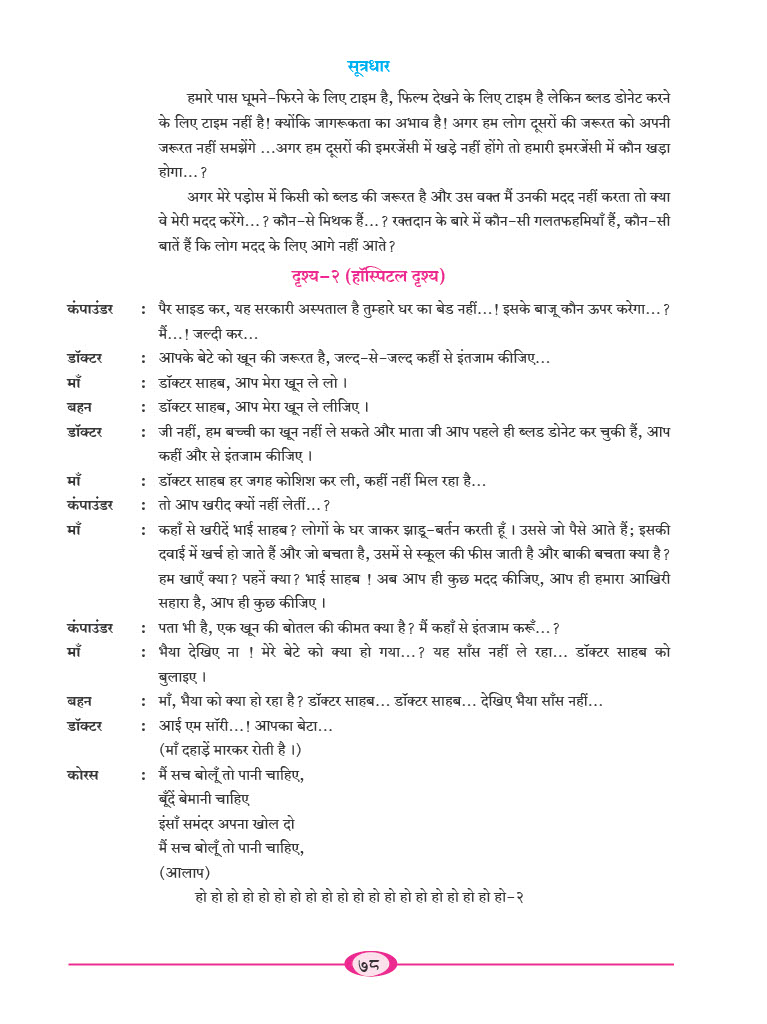 सूत्रधार
हमारे पास घूमने-फिरने के लिए टाइम है, फिल्म देखने के लिए टाइम है लेकिन ब्लड डोनेट करने
के लिए टाइम नहीं है! क्योंकि जागरूकता का अभाव है! अगर हम लोग दूसरों की जरूरत को अपनी
जरूरत नहीं समझेंगे ...अगर हम दूसरों की इमरजेंसी में खड़े नहीं होंगे तो हमारी इमरजेंसी में कौन खड़ा
होगा...?
अगर मेरे पड़ोस में किसी को ब्लड की जरूरत है और उस वक्त मैं उनकी मदद नहीं करता तो क्या
वे मेरी मदद करेंगे...? कौन-से मिथक हैं...? रक्तदान के बारे में कौन-सी गलतफहमियाँ हैं, कौन-सी
बातें हैं कि लोग मदद के लिए आगे नहीं आते?
दृश्य-२ (हॉस्पिटल दृश्य)
कंपाउंडर : पैर साइड कर, यह सरकारी अस्पताल है तुम्हारे घर का बेड नहीं...! इसके बाजू कौन ऊपर करेगा...?
मैं...! जल्दी कर...
डॉक्टर : आपके बेटे को खून की जरूरत है, जल्द-से-जल्द कहीं से इंतजाम कीजिए...
माँ : डॉक्टर साहब, आप मेरा खून ले लो ।
बहन : डॉक्टर साहब, आप मेरा खून ले लीजिए ।
डॉक्टर : जी नहीं, हम बच्ची का खून नहीं ले सकते और माता जी आप पहले ही ब्लड डोनेट कर चुकी हैं, आप
कहीं और से इंतजाम कीजिए ।
माँ : डॉक्टर साहब हर जगह कोशिश कर ली, कहीं नहीं मिल रहा है...
कंपाउंडर : तो आप खरीद क्यों नहीं लेतीं...?
माँ : कहाँ से खरीदें भाई साहब? लोगों के घर जाकर झाडू-बर्तन करती हूँ । उससे जो पैसे आते हैं; इसकी
दवाई में खर्च हो जाते हैं और जो बचता है, उसमें से स्कूल की फीस जाती है और बाकी बचता क्या है?
हम खाएँ क्या? पहनें क्या? भाई साहब ! अब आप ही कुछ मदद कीजिए, आप ही हमारा आखिरी
सहारा है, आप ही कुछ कीजिए ।
कंपाउंडर : पता भी है, एक खून की बोतल की कीमत क्या है? मैं कहाँ से इंतजाम करूँ...?
माँ : भैया देखिए ना ! मेरे बेटे को क्या हो गया...? यह साँस नहीं ले रहा... डॉक्टर साहब को
बुलाइए ।
बहन : माँ, भैया को क्या हो रहा है? डॉक्टर साहब... डॉक्टर साहब... देखिए भैया साँस नहीं...
डॉक्टर : आई एम सॉरी...! आपका बेटा...
(माँ दहाड़ें मारकर रोती है ।)
कोरस : मैं सच बोलूँ तो पानी चाहिए,
बूँदें बेमानी चाहिए
इंसाँ समंदर अपना खोल दो
मैं सच बोलूँ तो पानी चाहिए,
(आलाप)
हो हो हो हो हो हो हो हो हो हो हो हो हो हो हो हो हो हो हो हो-२
७८